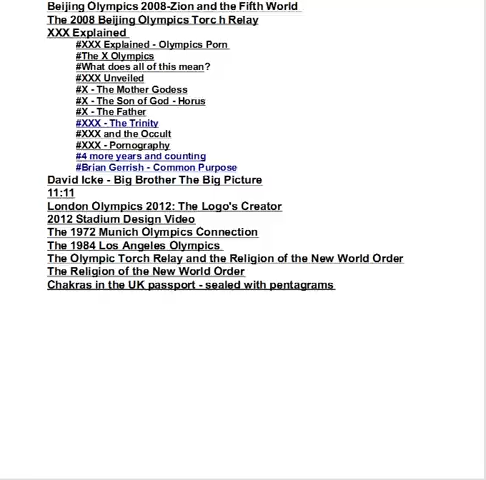 Beijing Olympics 2008-Zion and the Fifth World
The 2008 Beijing Olympics Torc h Relay
XXX Explained
#XXX Explained - Olympics Porn
#The X Olympics
#What does all of this mean?
#XXX Unveiled
#X - The Mother Godess
#X - The Son of God - Horus
#X - The Father
#XXX - The Trinity
#XXX and the Occult
#XXX - Pornography
#4 more years and counting
#Brian Gerrish - Common Purpose
David Icke - Big Brother The Big Picture
11:11
London Olympics 2012: The Logo's Creator
2012 Stadium Design Video
The 1972 Munich Olympics Connection
The 1984 Los Angeles Olympics
The Olympic Torch Relay and the Religion of the New World Order
The Religion of the New World Order
Chakras in the UK passport - sealed with pentagrams